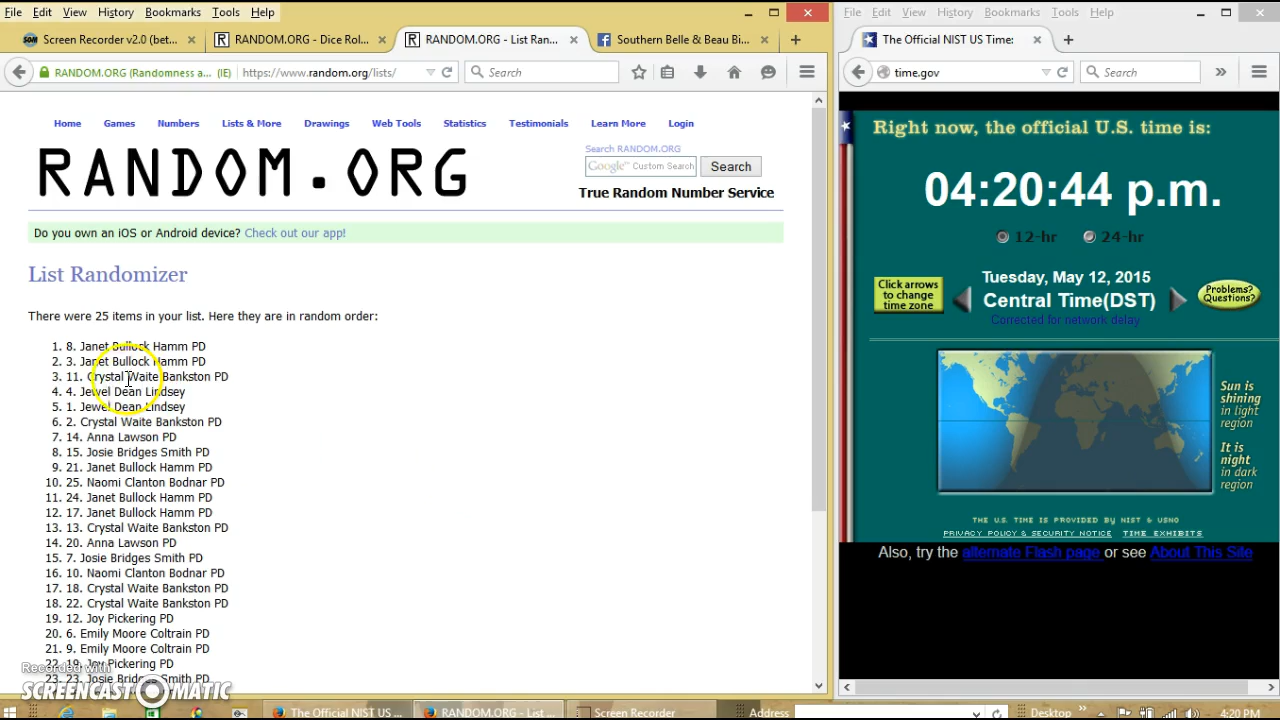 File Edit View History Bookmarks Tools Help
Screen Recorder v2.0 (bet...
RANDOM.ORG - Dice Rol...
RANDOM.ORG - List Ran...
Southern Belle & Beau Bi...
RANDOM.ORG (Randomness a... (IE)
https://www.random.org/lists/
Search
Home Games Numbers Lists & More Drawings Web Tools Statistics Testimonials Learn More Login
RANDOM.ORG
Search RANDOM.ORG
Google™ Custom Search
Search
True Random Number Service
Do you own an iOS or Android device? Check out our app!
List Randomizer
There were 25 items in your list. Here they are in random order:
1. 8. Janet Bullock Hamm PD
2. 3. Janet Bullock Hamm PD
3. 11. Crystal Waite Bankston PD
4. 4. Jewel Dean Lindsey
5. 1. Jewel Dean Lindsey
6. 2. Crystal Waite Bankston PD
7. 14. Anna Lawson PD
8. 15. Josie Bridges Smith PD
9. 21. Janet Bullock Hamm PD
10. 25. Naomi Clanton Bodnar PD
11. 24. Janet Bullock Hamm PD
12. 17. Janet Bullock Hamm PD
13. 13. Crystal Waite Bankston PD
14. 20. Anna Lawson PD
15. 7. Josie Bridges Smith PD
16. 10. Naomi Clanton Bodnar PD
17. 18. Crystal Waite Bankston PD
18. 22. Crystal Waite Bankston PD
19. 12. Joy Pickering PD
20. 6. Emily Moore Coltrain PD
21. 9. Emily Moore Coltrain PD
22. 19. Joy Pickering PD
23. 23. Josie Bridges Smith PD
Recorded with
SCREENCAST MATIC
File Edit View History Bookmarks Tools Help
The Official NIST US Time:
time.gov
Search
Right now, the official U.S. time is:
04:20:44 p.m.
12-hr 24-hr
Click arrows
to change
time zone
Tuesday, May 12, 2015
Central Time(DST)
Corrected for network delay
Problems?
Questions?
Sun is
shining
in light
region
It is
night
in dark
region
THE U.S. TIME IS PROVIDED BY NIST & USNO
PRIVACY POLICY & SECURITY NOTICE TIME EXHIBITS
Also, try the alternate Flash page or see About This Site
The Official NIST US ...
RANDOM.ORG - List ...
Screen Recorder
Address
Desktop
4:20 PM